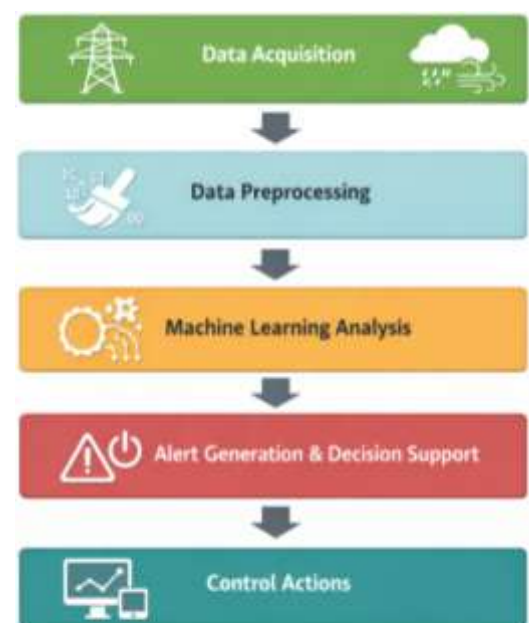 Data Acquisition
Data Preprocessing
Machine Learning Analysis
Alert Generation & Decision Support
Control Actions